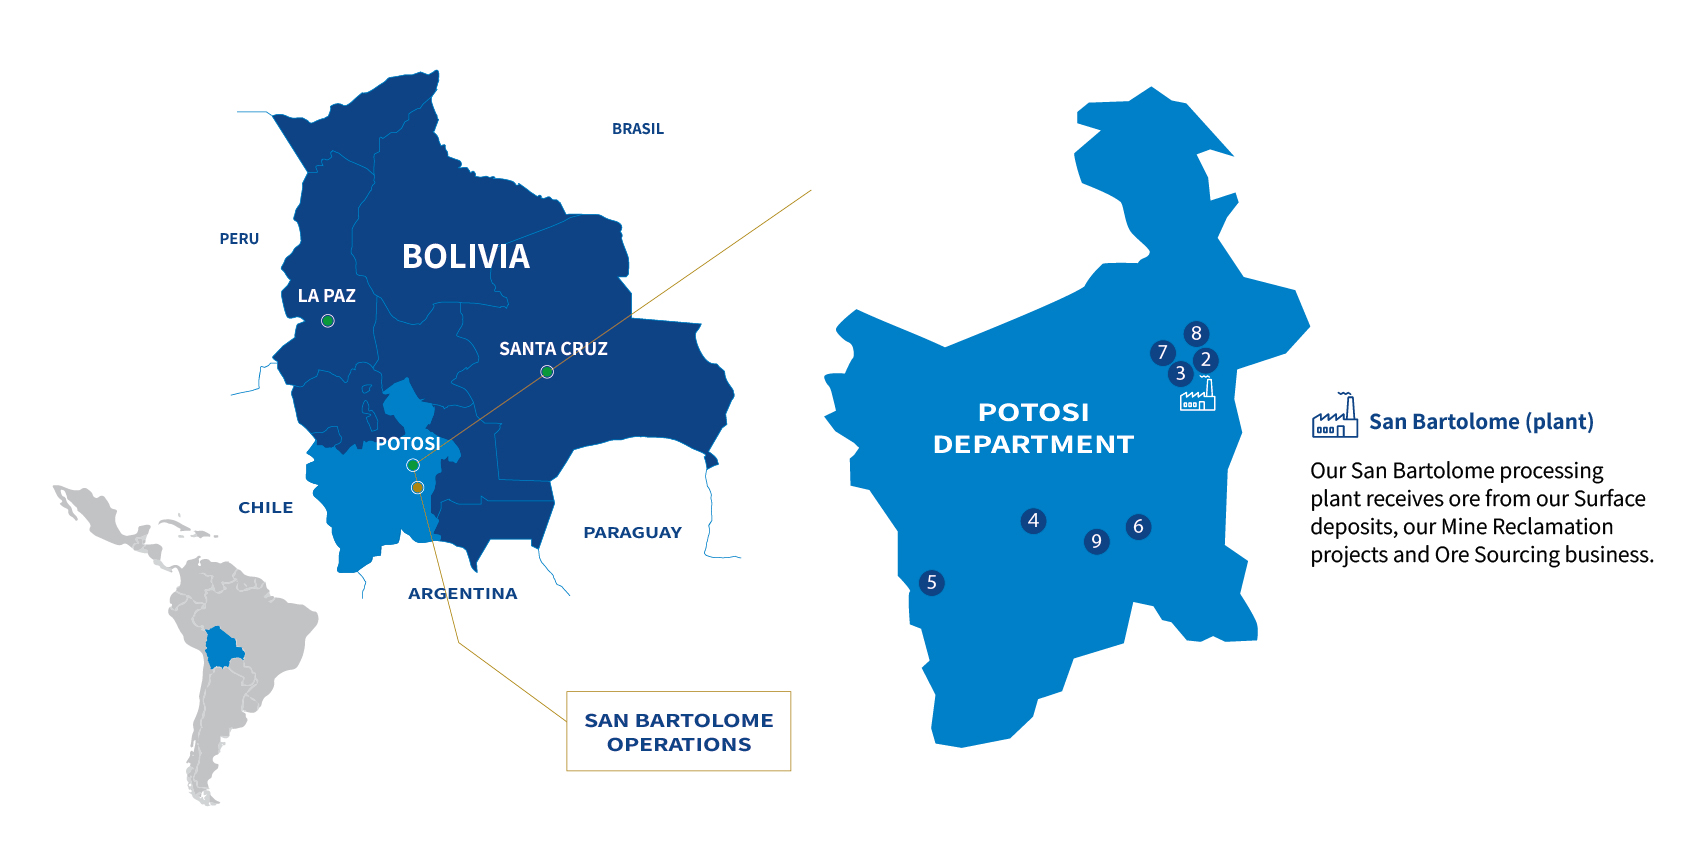 BRASIL
PERU
BOLIVIA
LA PAZ
SANTA CRUZ
POTOSI
CHILE
PARAGUAY
ARGENTINA
SAN BARTOLOME
OPERATIONS
8
7
2
3
POTOSI
DEPARTMENT
4
6
9
5
San Bartolome (plant)
Our San Bartolome processing
plant receives ore from our Surface
deposits, our Mine Reclamation
projects and Ore Sourcing business.